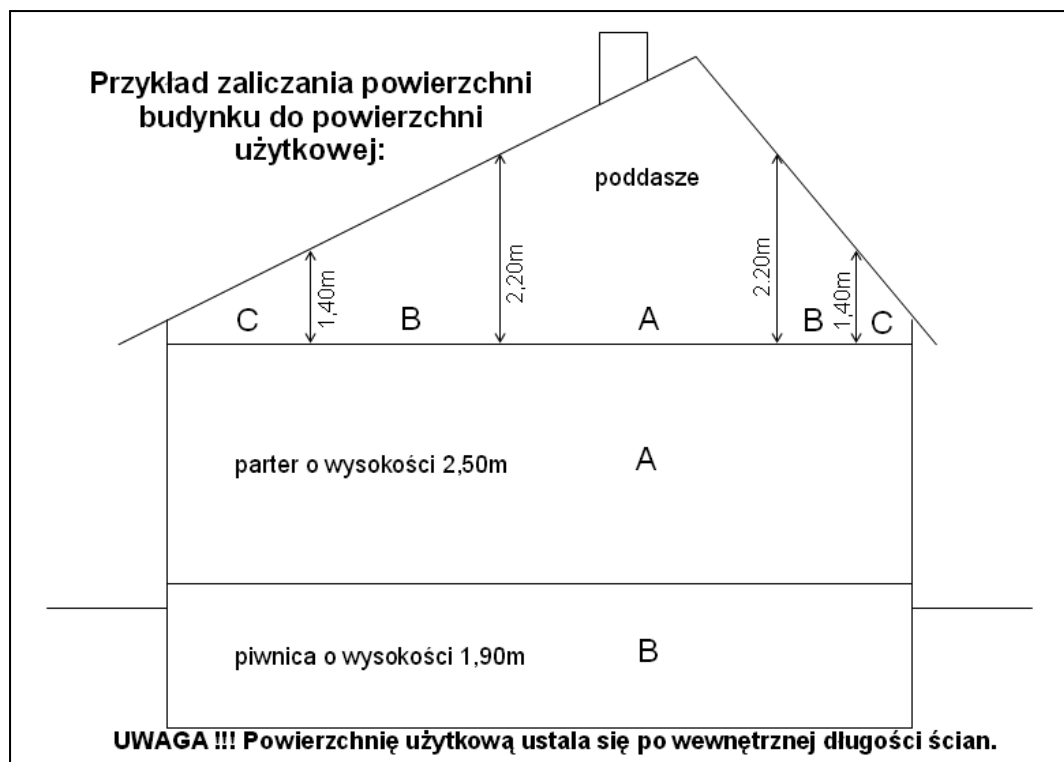 Przykład zaliczania powierzchni
budynku do powierzchni
użytkowej:
poddasze
1,40m
2,20m
2.20m
1,40m
C
B
A
B
C
parter o wysokości 2,50m
A
piwnica o wysokości 1,90m
B
UWAGA !!! Powierzchnię użytkową ustala się po wewnętrznej długości ścian.